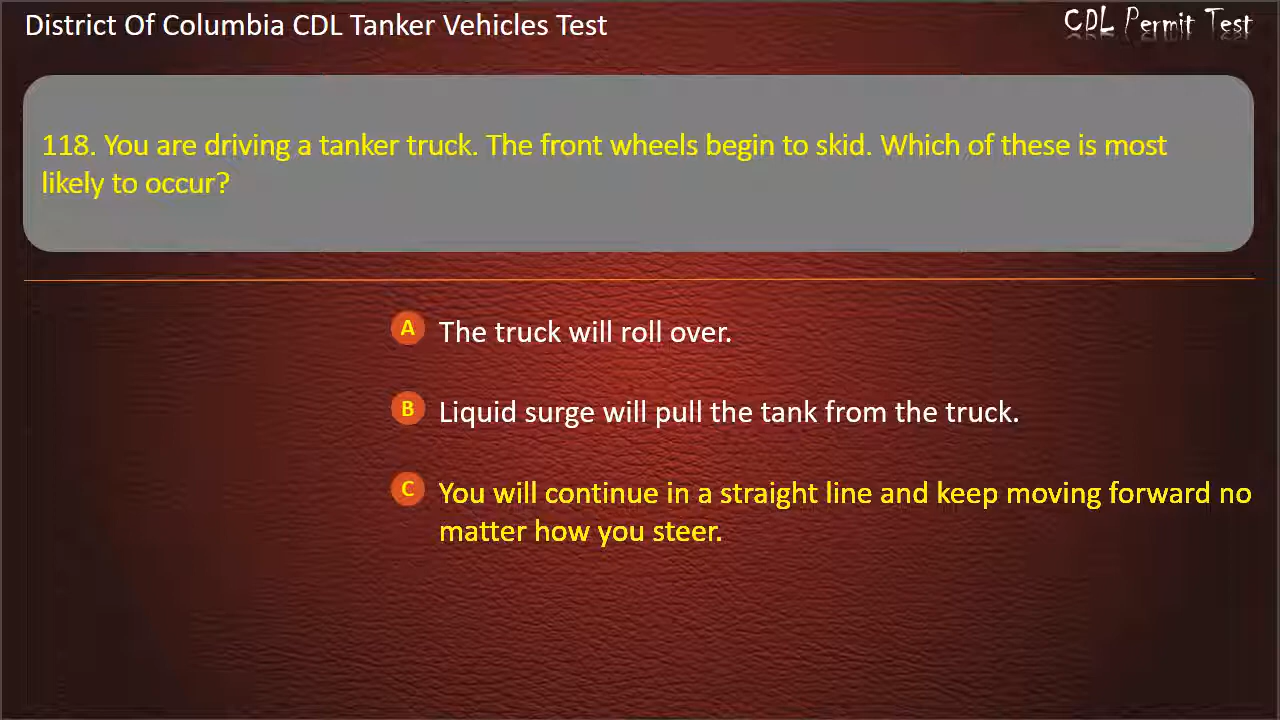 District Of Columbia CDL Tanker Vehicles Test
CDL Permit Test
118. You are driving a tanker truck. The front wheels begin to skid. Which of these is most
likely to occur?
A The truck will roll over.
B Liquid surge will pull the tank from the truck.
C You will continue in a straight line and keep moving forward no
matter how you steer.